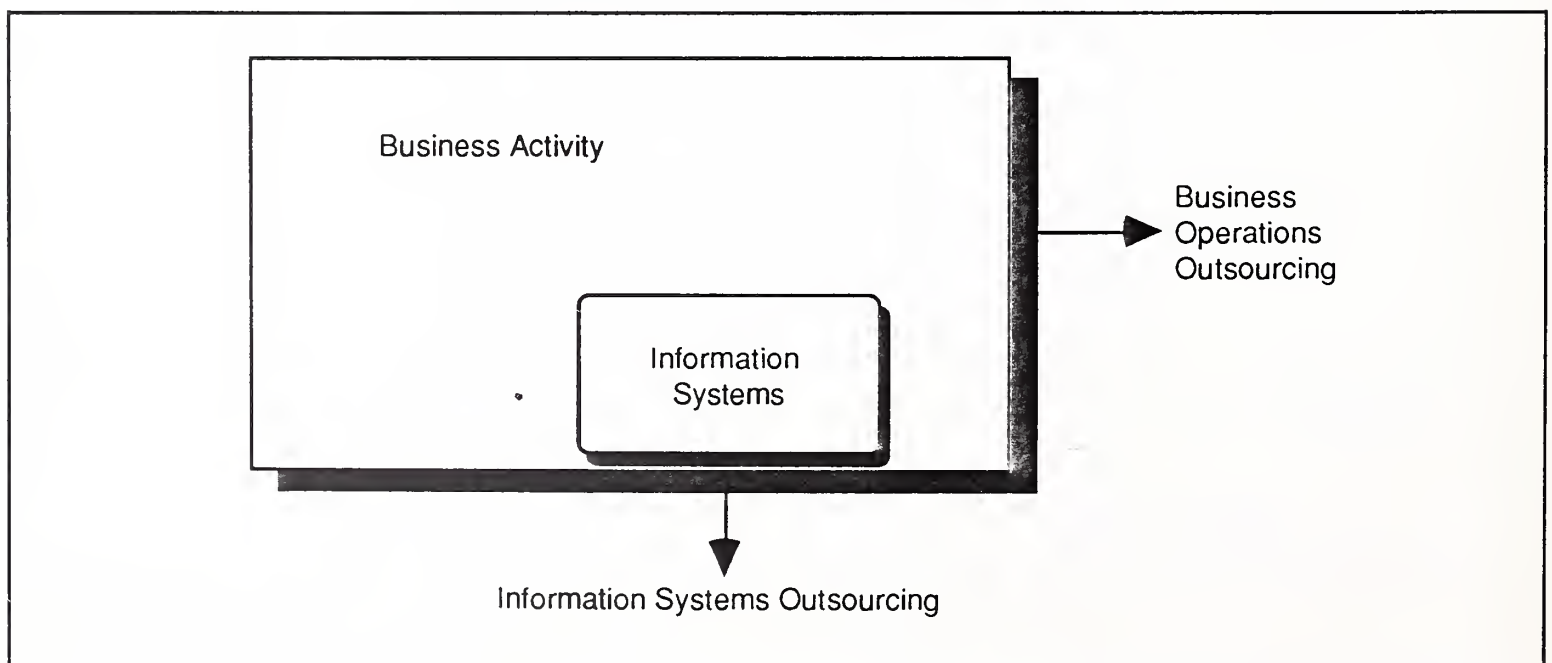 Business Activity
Business
Operations
Outsourcing
Information
Systems
Information Systems Outsourcing